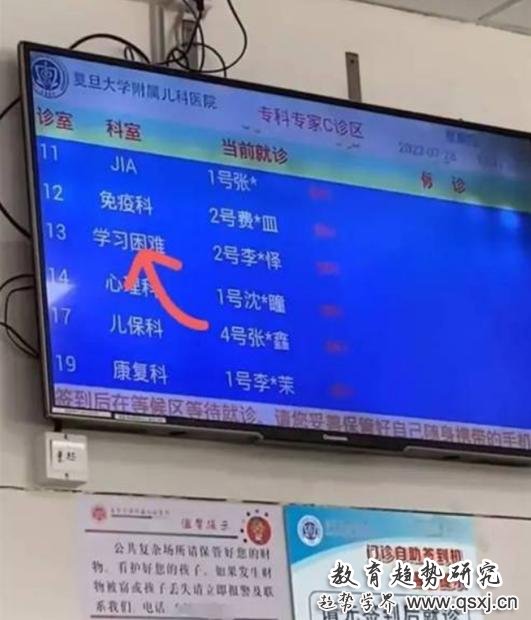 复旦大学附属儿科医院
专科专家C诊区
诊室 科室 当前就诊 候 诊
11 JIA 1号张*
12 免疫科 2号费*皿
13 学习困难 2号李*怿
14 心理科 1号沈*曈
17 儿保科 4号张*鑫
19 康复科 1号李*茉
签到后在等候区等待就诊、请您妥善保管好自己随身携带的手机
温馨提示
公共复杂场所请保管好您的财
物、看护好您的孩子，如果发生财
物被窃或孩子丢失请立即报警及联
系我们，电话
门诊自助签到机
教育趋势研究
趋势学界 www.qsxj.cn